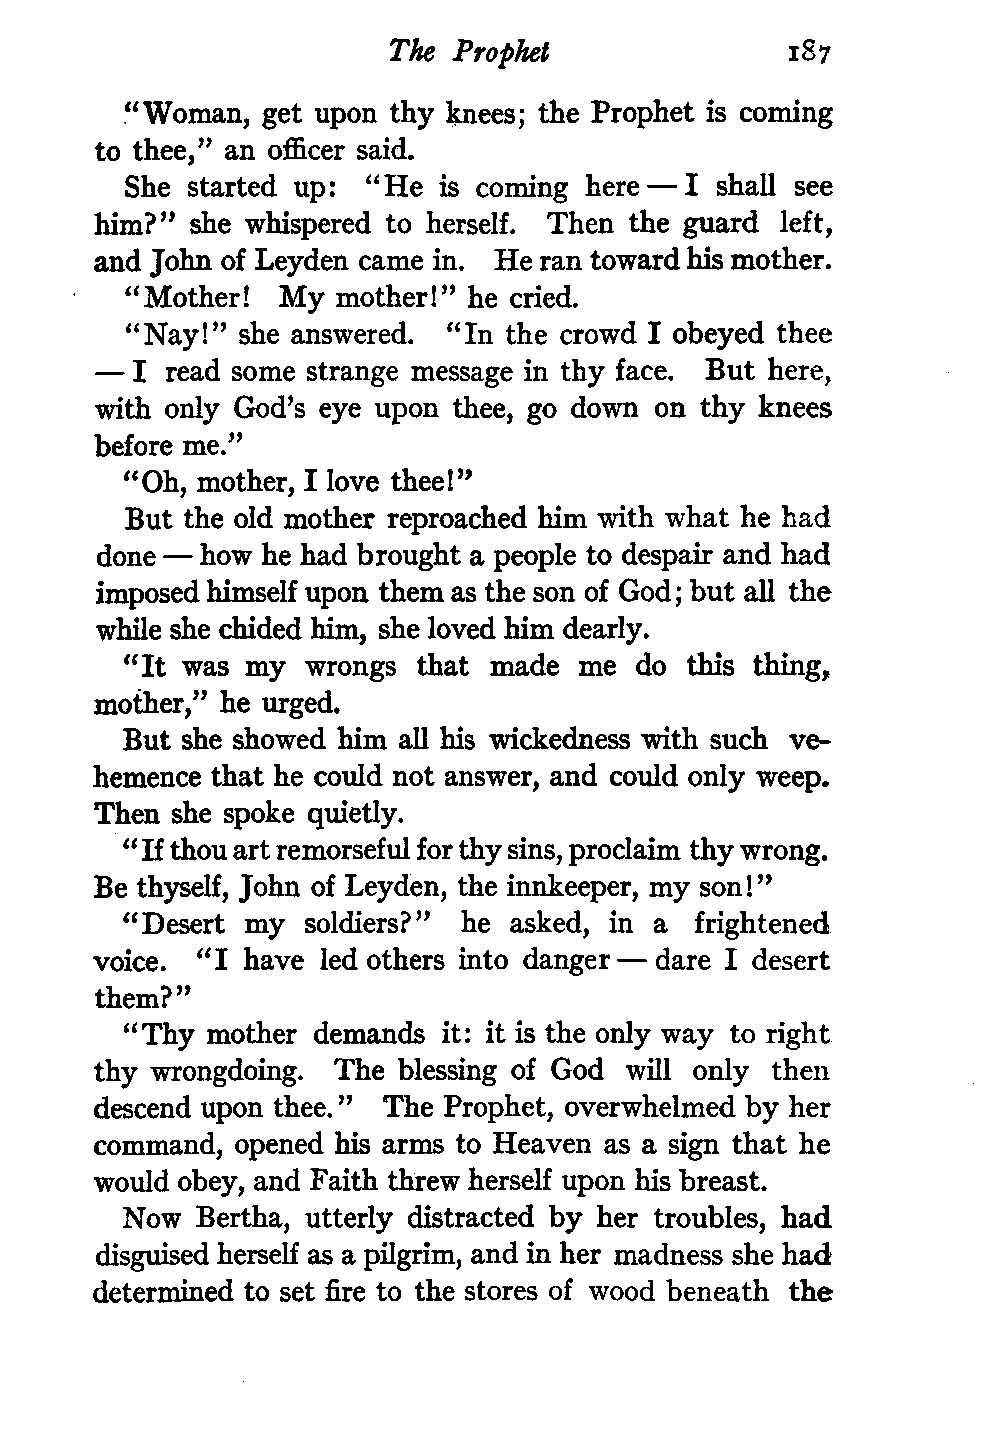 The Prophet 187
"Woman, get upon thy knees; the Prophet is coming
to thee," an officer said.
She started up: "He is coming here — I shall see
him?" she whispered to herself. Then the guard left,
and John of Leyden came in. He ran toward his mother.
"Mother! My mother!" he cried.
"Nay!" she answered. "In the crowd I obeyed thee
— I read some strange message in thy face. But here,
with only God's eye upon thee, go down on thy knees
before me."
"Oh, mother, I love thee!"
But the old mother reproached him with what he had
done — how he had brought a people to despair and had
imposed himself upon them as the son of God; but all the
while she chided him, she loved him dearly.
"It was my wrongs that made me do this thing,
mother," he urged.
But she showed him all his wickedness with such ve-
hemence that he could not answer, and could only weep.
Then she spoke quietly.
"If thou art remorseful for thy sins, proclaim thy wrong.
Be thyself, John of Leyden, the innkeeper, my son!"
"Desert my soldiers?" he asked, in a frightened
voice. "I have led others into danger — dare I desert
them?"
"Thy mother demands it: it is the only way to right
thy wrongdoing. The blessing of God will only then
descend upon thee." The Prophet, overwhelmed by her
command, opened his arms to Heaven as a sign that he
would obey, and Faith threw herself upon his breast.
Now Bertha, utterly distracted by her troubles, had
disguised herself as a pilgrim, and in her madness she had
determined to set fire to the stores of wood beneath the